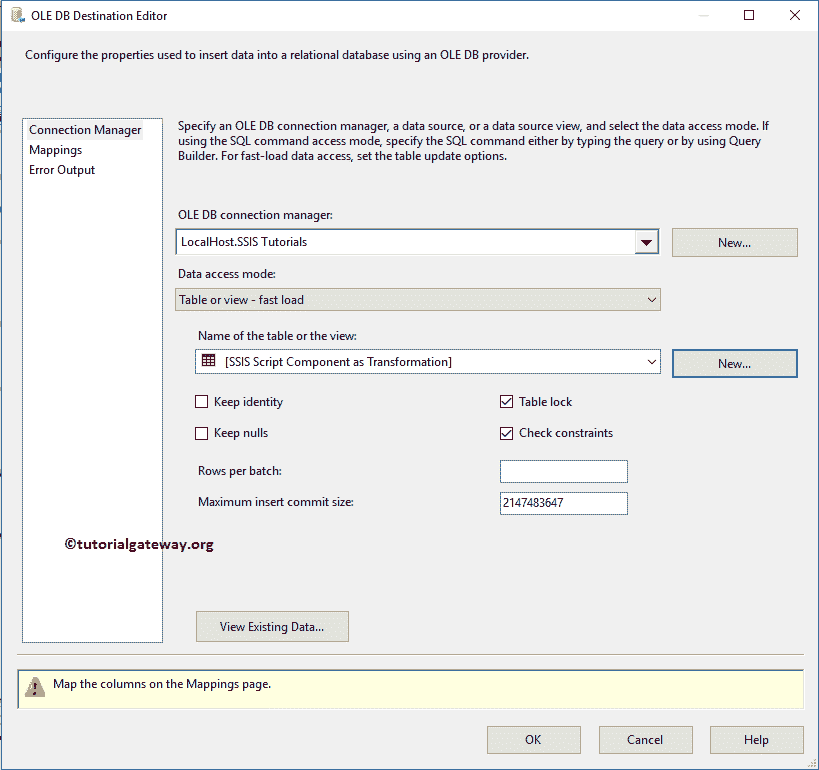 OLE DB Destination Editor
Configure the properties used to insert data into a relational database using an OLE DB provider.
Connection Manager
Mappings
Error Output
Specify an OLE DB connection manager, a data source, or a data source view, and select the data access mode. If
using the SQL command access mode, specify the SQL command either by typing the query or by using Query
Builder. For fast-load data access, set the table update options.
OLE DB connection manager:
LocalHost.SSIS Tutorials
New...
Data access mode:
Table or view - fast load
Name of the table or the view:
[SSIS Script Component as Transformation]
New...
Keep identity
Table lock
Keep nulls
Check constraints
Rows per batch:
Maximum insert commit size:
2147483647
©tutorialgateway.org
View Existing Data...
Map the columns on the Mappings page.
OK
Cancel
Help